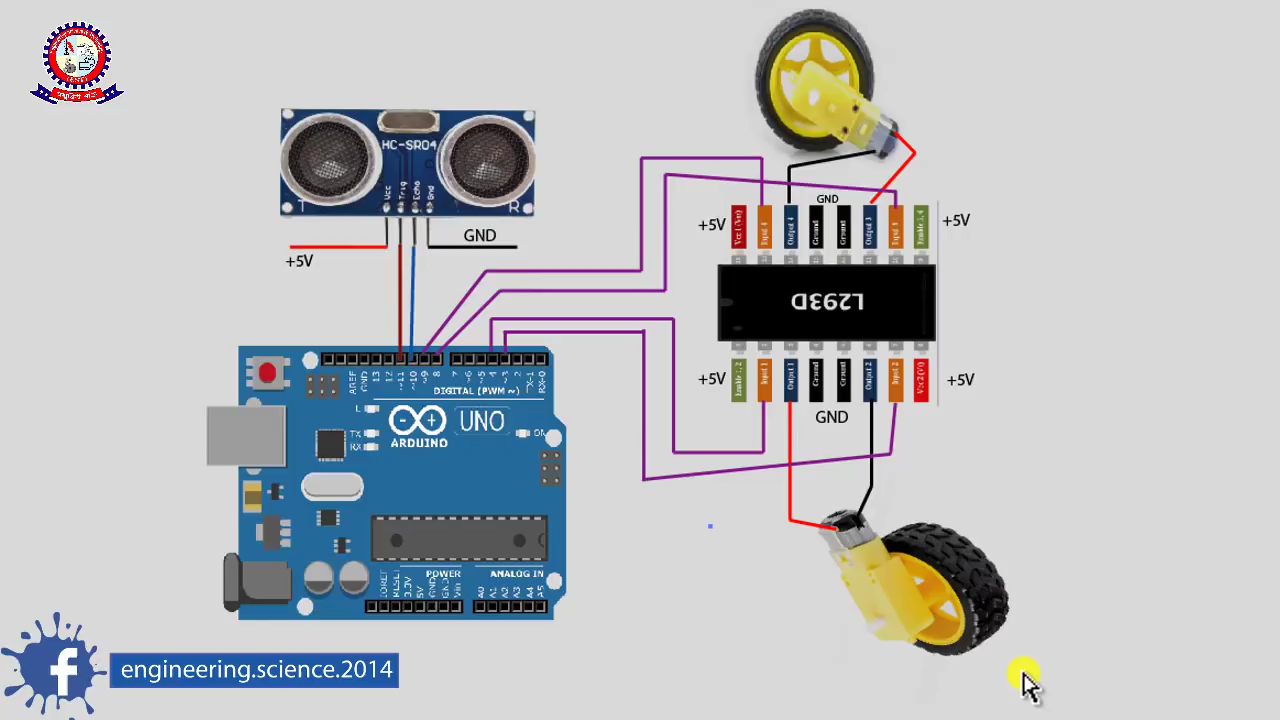 HC-SR04
Vcc
Trig
Echo
Gnd
T
R
+5V
GND
GND
+5V
Vcc 1 (Vss)
Input 4
Output 4
Ground
Ground
Output 3
Input 3
Enable 3, 4
+5V
L293D
+5V
Enable 1, 2
Input 1
Output 1
Ground
Ground
Output 2
Input 2
+5V
GND
AREF
GND
13
12
~11
~10
~9
8
7
~6
~5
4
~3
2
TX-1
RX-0
DIGITAL (PWM ~)
L
TX
RX
UNO
ARDUINO
ON
POWER
ANALOG IN
IOREF
RESET
3.3V
5V
GND
GND
Vin
A0
A1
A2
A3
A4
A5
f
engineering.science.2014